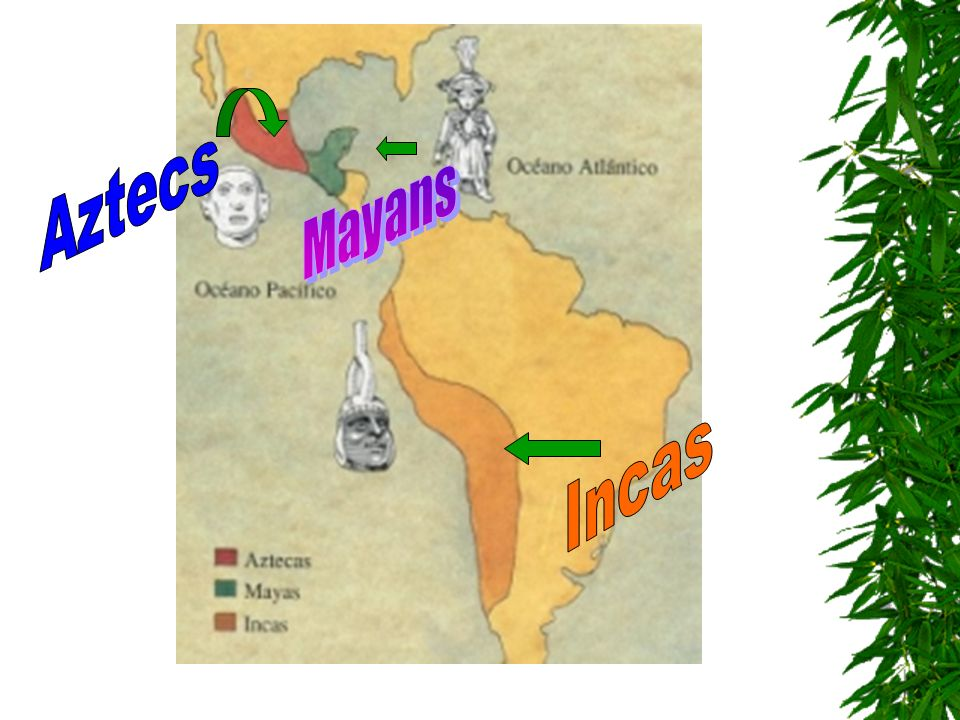 Aztecs
Océano Atlántico
Mayans
Océano Pacífico
Incas
Aztecas
Mayas
Incas